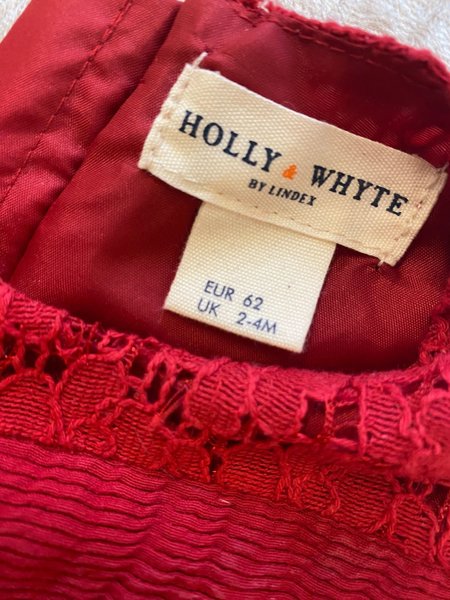 HOLLY & WHYTE
BY LINDEX
EUR 62
UK 2-4M